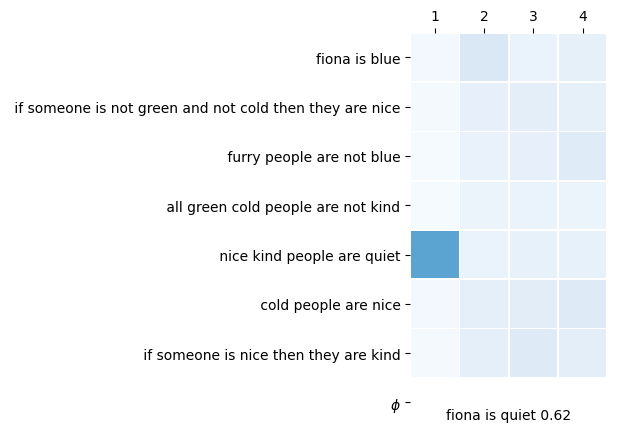 1 2 3 4
fiona is blue
if someone is not green and not cold then they are nice
furry people are not blue
all green cold people are not kind
nice kind people are quiet
cold people are nice
if someone is nice then they are kind
ϕ
fiona is quiet 0.62